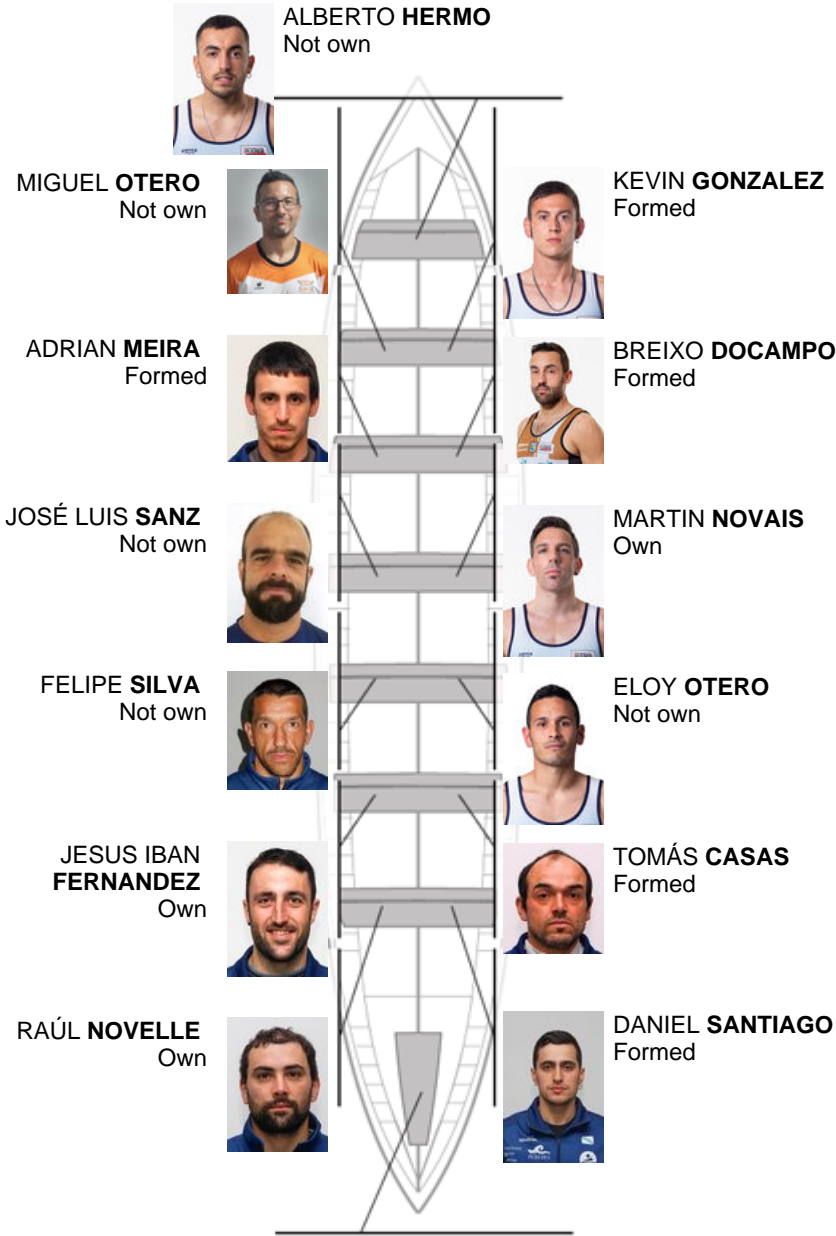 ALBERTO HERMO
Not own
MIGUEL OTERO
Not own
KEVIN GONZALEZ
Formed
ADRIAN MEIRA
Formed
BREIXO DOCAMPO
Formed
JOSÉ LUIS SANZ
Not own
MARTIN NOVAIS
Own
FELIPE SILVA
Not own
ELOY OTERO
Not own
JESUS IBAN
FERNANDEZ
Own
TOMÁS CASAS
Formed
RAÚL NOVELLE
Own
DANIEL SANTIAGO
Formed